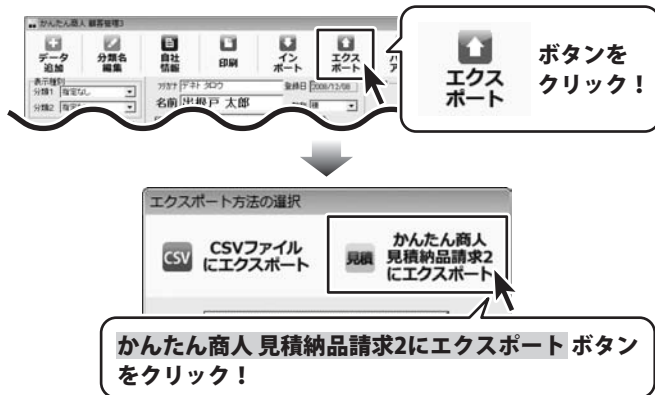 かんたん商人 顧客管理3
データ
追加
分類名
編集
自社
情報
印刷
イン
ポート
エクス
ポート
表示種別
分類1 指定なし
分類2
フリガナ デネト タロウ
登録日 2008/12/08
名前 出根戸 太郎
エクス
ポート
ボタンを
クリック！
エクスポート方法の選択
CSV
CSVファイル
にエクスポート
見積
かんたん商人
見積納品請求2
にエクスポート
かんたん商人 見積納品請求2にエクスポート ボタン
をクリック！